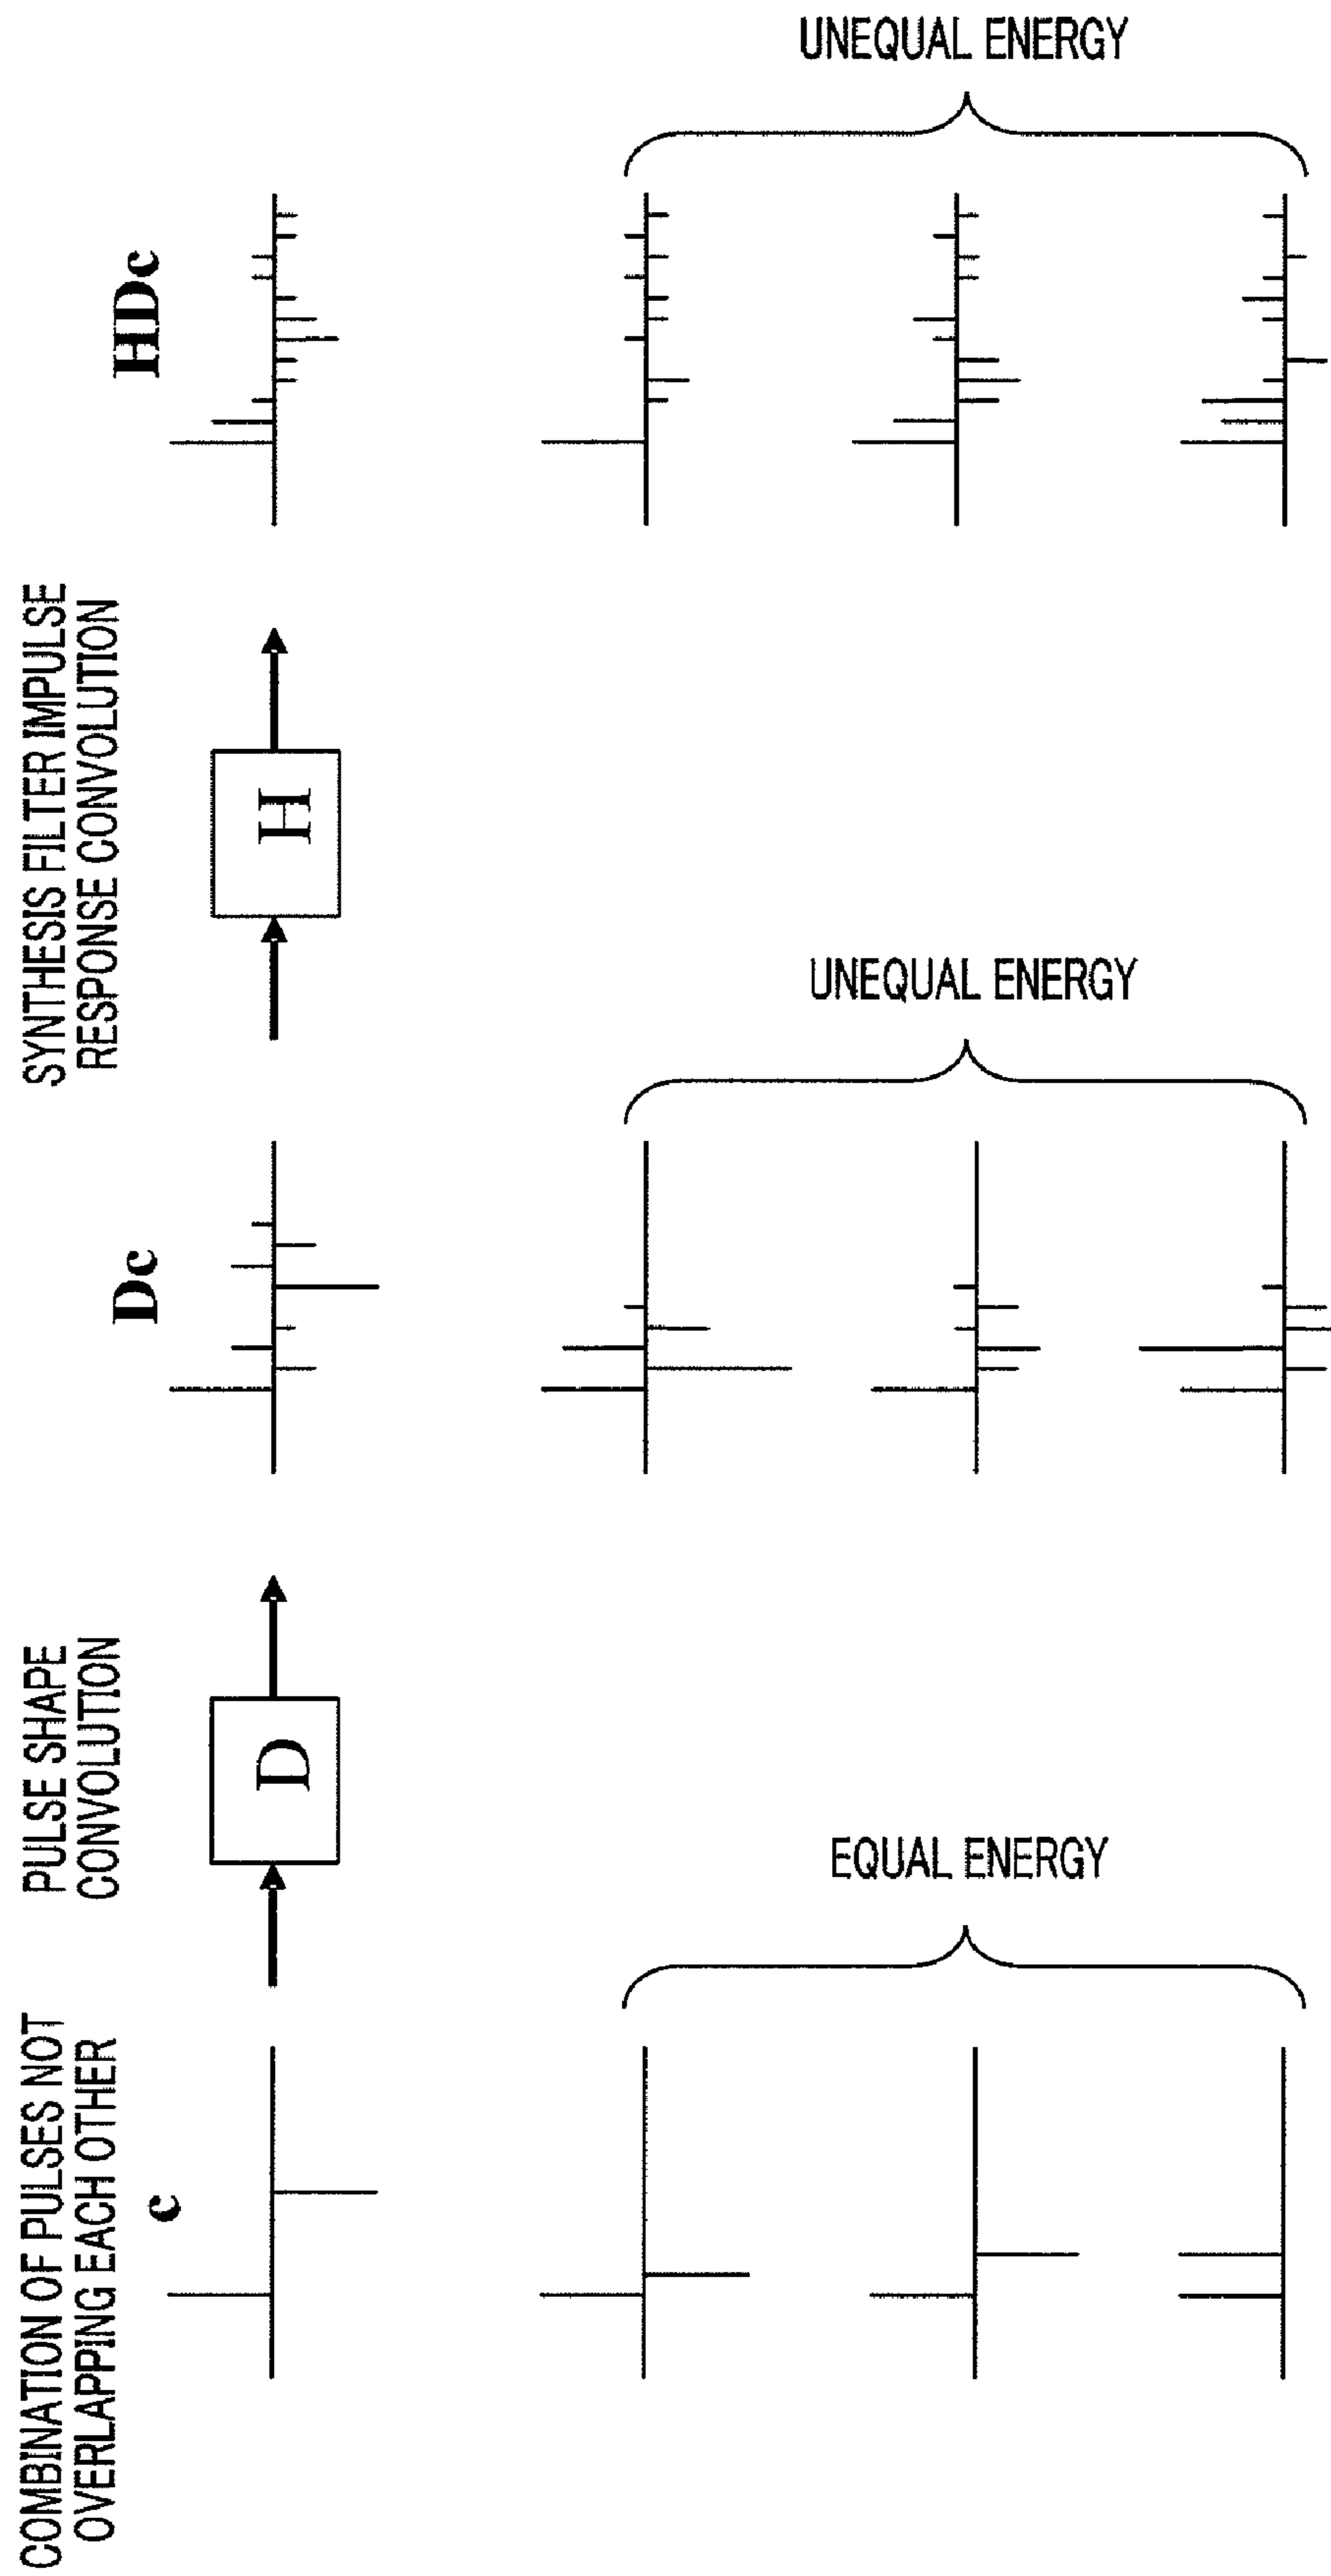 COMBINATION OF PULSES NOT
OVERLAPPING EACH OTHER
PULSE SHAPE
CONVOLUTION
SYNTHESIS FILTER IMPULSE
RESPONSE CONVOLUTION
c
D
Dc
H
HDc
EQUAL ENERGY
UNEQUAL ENERGY
UNEQUAL ENERGY